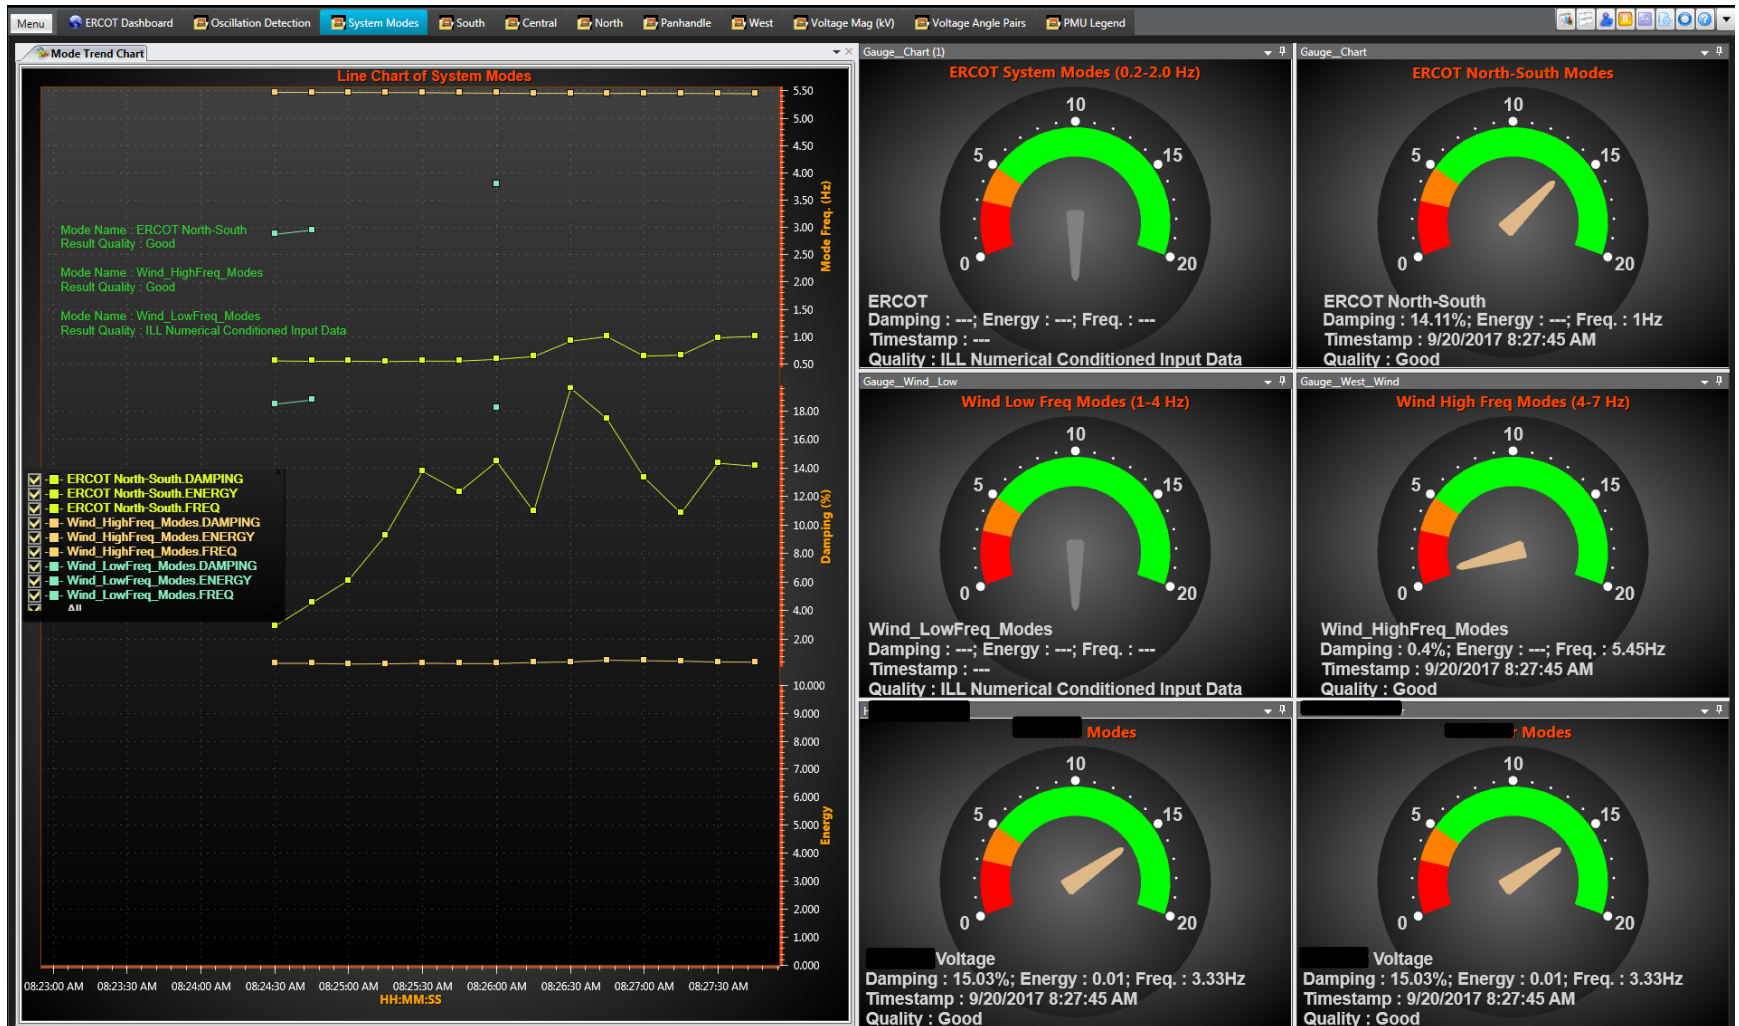 Menu
ERCOT Dashboard
Oscillation Detection
System Modes
South
Central
North
Panhandle
West
Voltage Mag (kV)
Voltage Angle Pairs
PMU Legend
Mode Trend Chart
Line Chart of System Modes
5.50
5.00
4.50
4.00
3.50
3.00
2.50
2.00
1.50
1.00
0.50
Mode Freq. (Hz)
Mode Name : ERCOT North-South
Result Quality : Good
Mode Name : Wind_HighFreq_Modes
Result Quality : Good
Mode Name : Wind_LowFreq_Modes
Result Quality : ILL Numerical Conditioned Input Data
18.00
16.00
14.00
12.00
10.00
8.00
6.00
4.00
2.00
Damping (%)
ERCOT North-South.DAMPING
ERCOT North-South.ENERGY
ERCOT North-South.FREQ
Wind_HighFreq_Modes.DAMPING
Wind_HighFreq_Modes.ENERGY
Wind_HighFreq_Modes.FREQ
Wind_LowFreq_Modes.DAMPING
Wind_LowFreq_Modes.ENERGY
Wind_LowFreq_Modes.FREQ
All
10.000
9.000
8.000
7.000
6.000
5.000
4.000
3.000
2.000
1.000
0.000
Energy
08:23:00 AM
08:23:30 AM
08:24:00 AM
08:24:30 AM
08:25:00 AM
08:25:30 AM
08:26:00 AM
08:26:30 AM
08:27:00 AM
08:27:30 AM
HH:MM:SS
Gauge_Chart (1)
ERCOT System Modes (0.2-2.0 Hz)
0
5
10
15
20
ERCOT
Damping : ---; Energy : ---; Freq. : ---
Timestamp : ---
Quality : ILL Numerical Conditioned Input Data
Gauge_Chart
ERCOT North-South Modes
0
5
10
15
20
ERCOT North-South
Damping : 14.11%; Energy : ---; Freq. : 1Hz
Timestamp : 9/20/2017 8:27:45 AM
Quality : Good
Gauge_Wind_Low
Wind Low Freq Modes (1-4 Hz)
0
5
10
15
20
Wind_LowFreq_Modes
Damping : ---; Energy : ---; Freq. : ---
Timestamp : ---
Quality : ILL Numerical Conditioned Input Data
Gauge_West_Wind
Wind High Freq Modes (4-7 Hz)
0
5
10
15
20
Wind_HighFreq_Modes
Damping : 0.4%; Energy : ---; Freq. : 5.45Hz
Timestamp : 9/20/2017 8:27:45 AM
Quality : Good
Modes
0
5
10
15
20
Voltage
Damping : 15.03%; Energy : 0.01; Freq. : 3.33Hz
Timestamp : 9/20/2017 8:27:45 AM
Quality : Good
Modes
0
5
10
15
20
Voltage
Damping : 15.03%; Energy : 0.01; Freq. : 3.33Hz
Timestamp : 9/20/2017 8:27:45 AM
Quality : Good